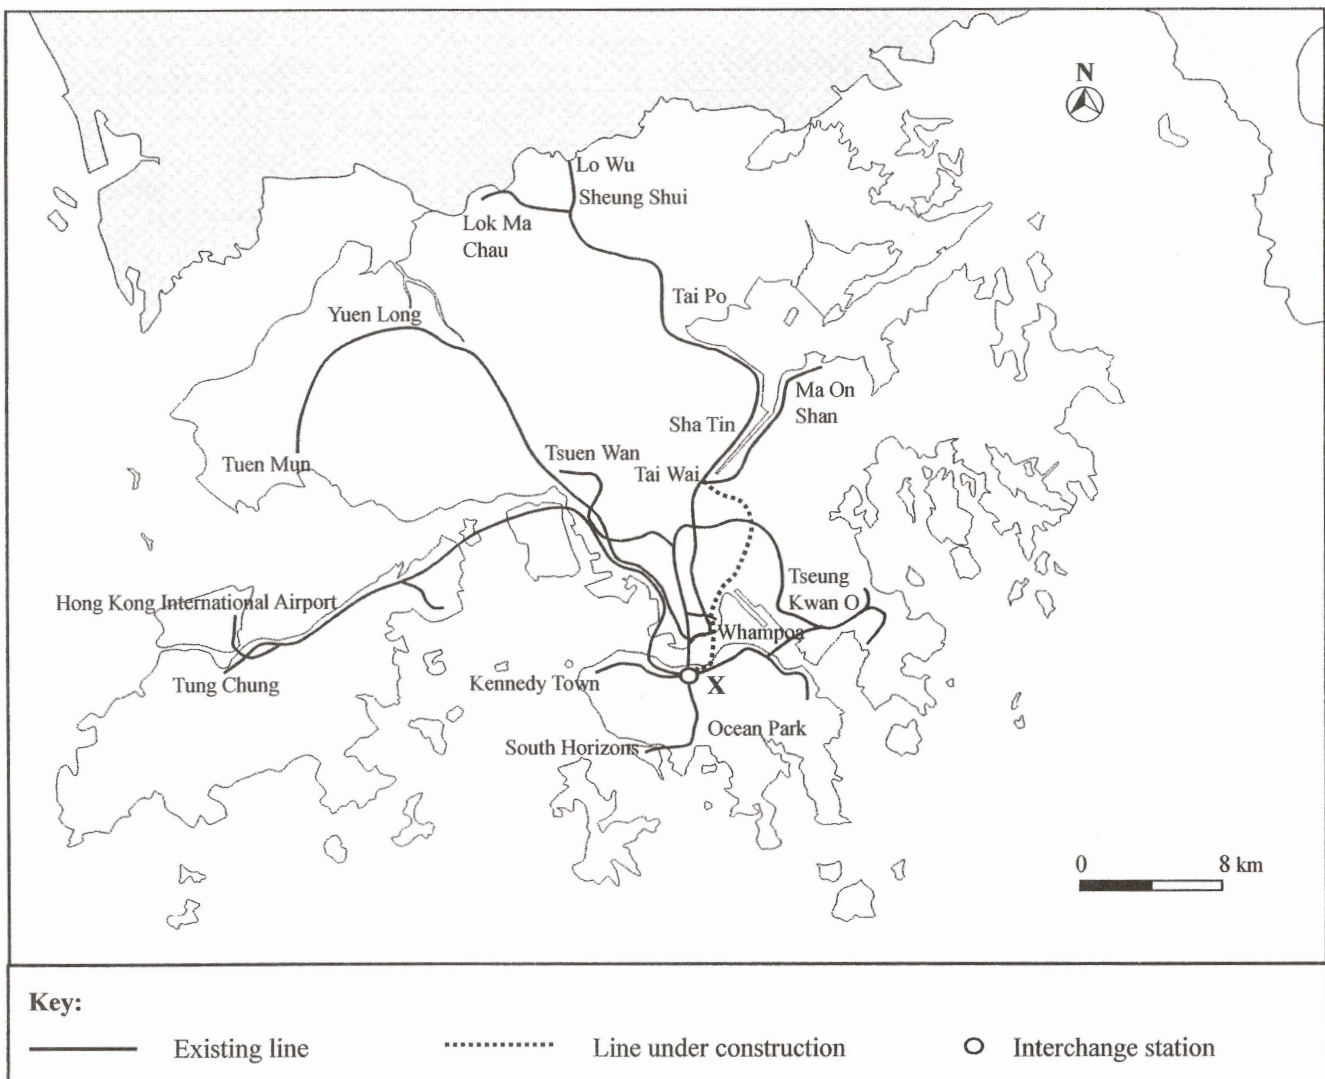 N
Lo Wu
Sheung Shui
Lok Ma
Chau
Tai Po
Yuen Long
Ma On
Shan
Sha Tin
Tsuen Wan
Tuen Mun
Tai Wai
Tseung
Kwan O
Hong Kong International Airport
Whampoa
Tung Chung
Kennedy Town
X
Ocean Park
South Horizons
0 8 km
Key:
Existing line
Line under construction
Interchange station